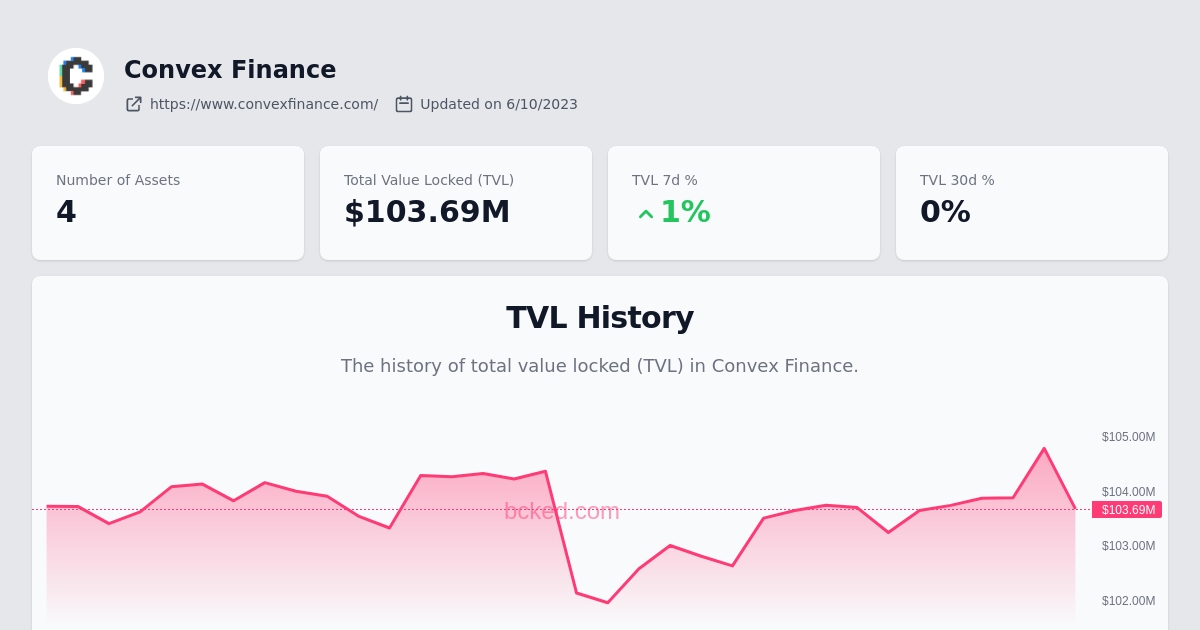 Convex Finance
https://www.convexfinance.com/ Updated on 6/10/2023
Number of Assets
4
Total Value Locked (TVL)
$103.69M
TVL 7d %
1%
TVL 30d %
0%
TVL History
The history of total value locked (TVL) in Convex Finance.
$105.00M
$104.00M
bcked.com
$103.69M
$103.00M
$102.00M